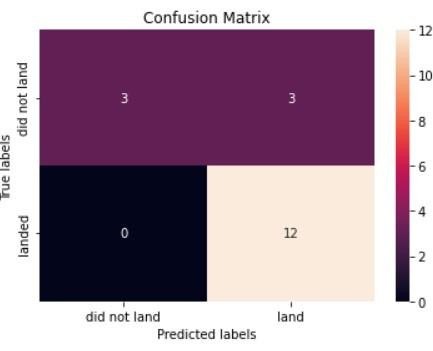 Confusion Matrix
True labels
did not land
3 3
landed
0 12
did not land land
Predicted labels
12
10
8
6
4
2
0